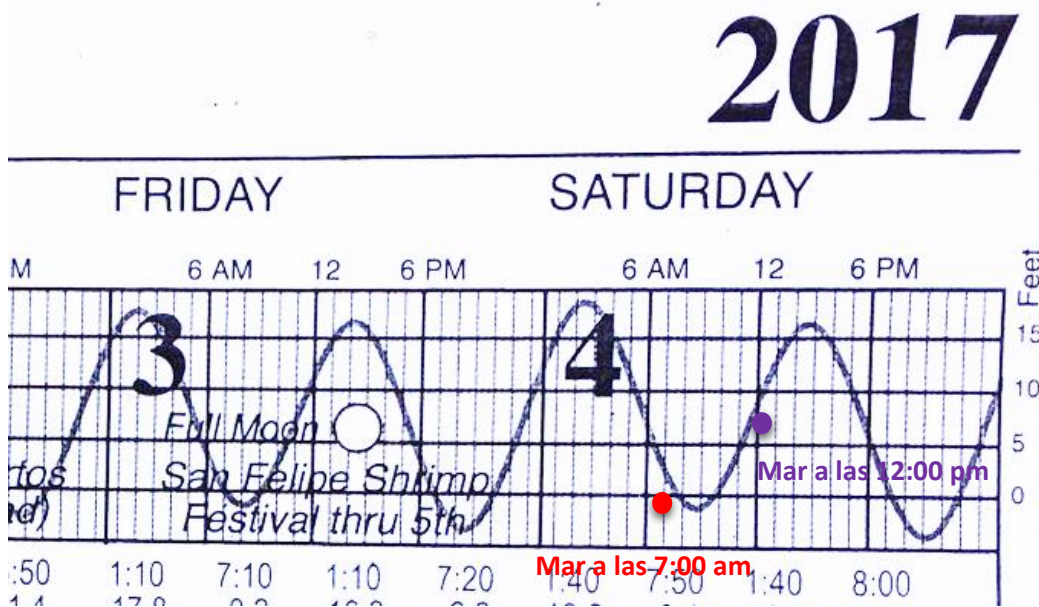 2017
FRIDAY SATURDAY
M 6 AM 12 6 PM 6 AM 12 6 PM Feet
3 4
15
10
5
0
Full Moon
San Felipe Shrimp
Festival thru 5th
Mar a las 12:00 pm
Mar a las 7:00 am
:50 1:10 7:10 1:10 7:20 1:40 7:50 1:40 8:00